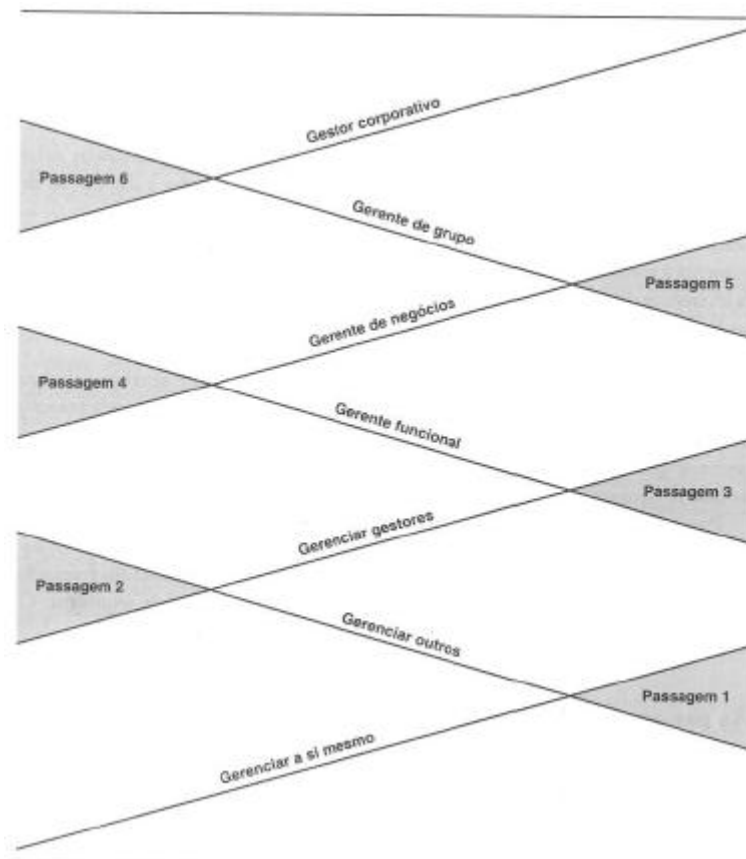 Gestor corporativo
Passagem 6
Gerente de grupo
Passagem 5
Gerente de negócios
Passagem 4
Gerente funcional
Passagem 3
Gerenciar gestores
Passagem 2
Gerenciar outros
Passagem 1
Gerenciar a si mesmo